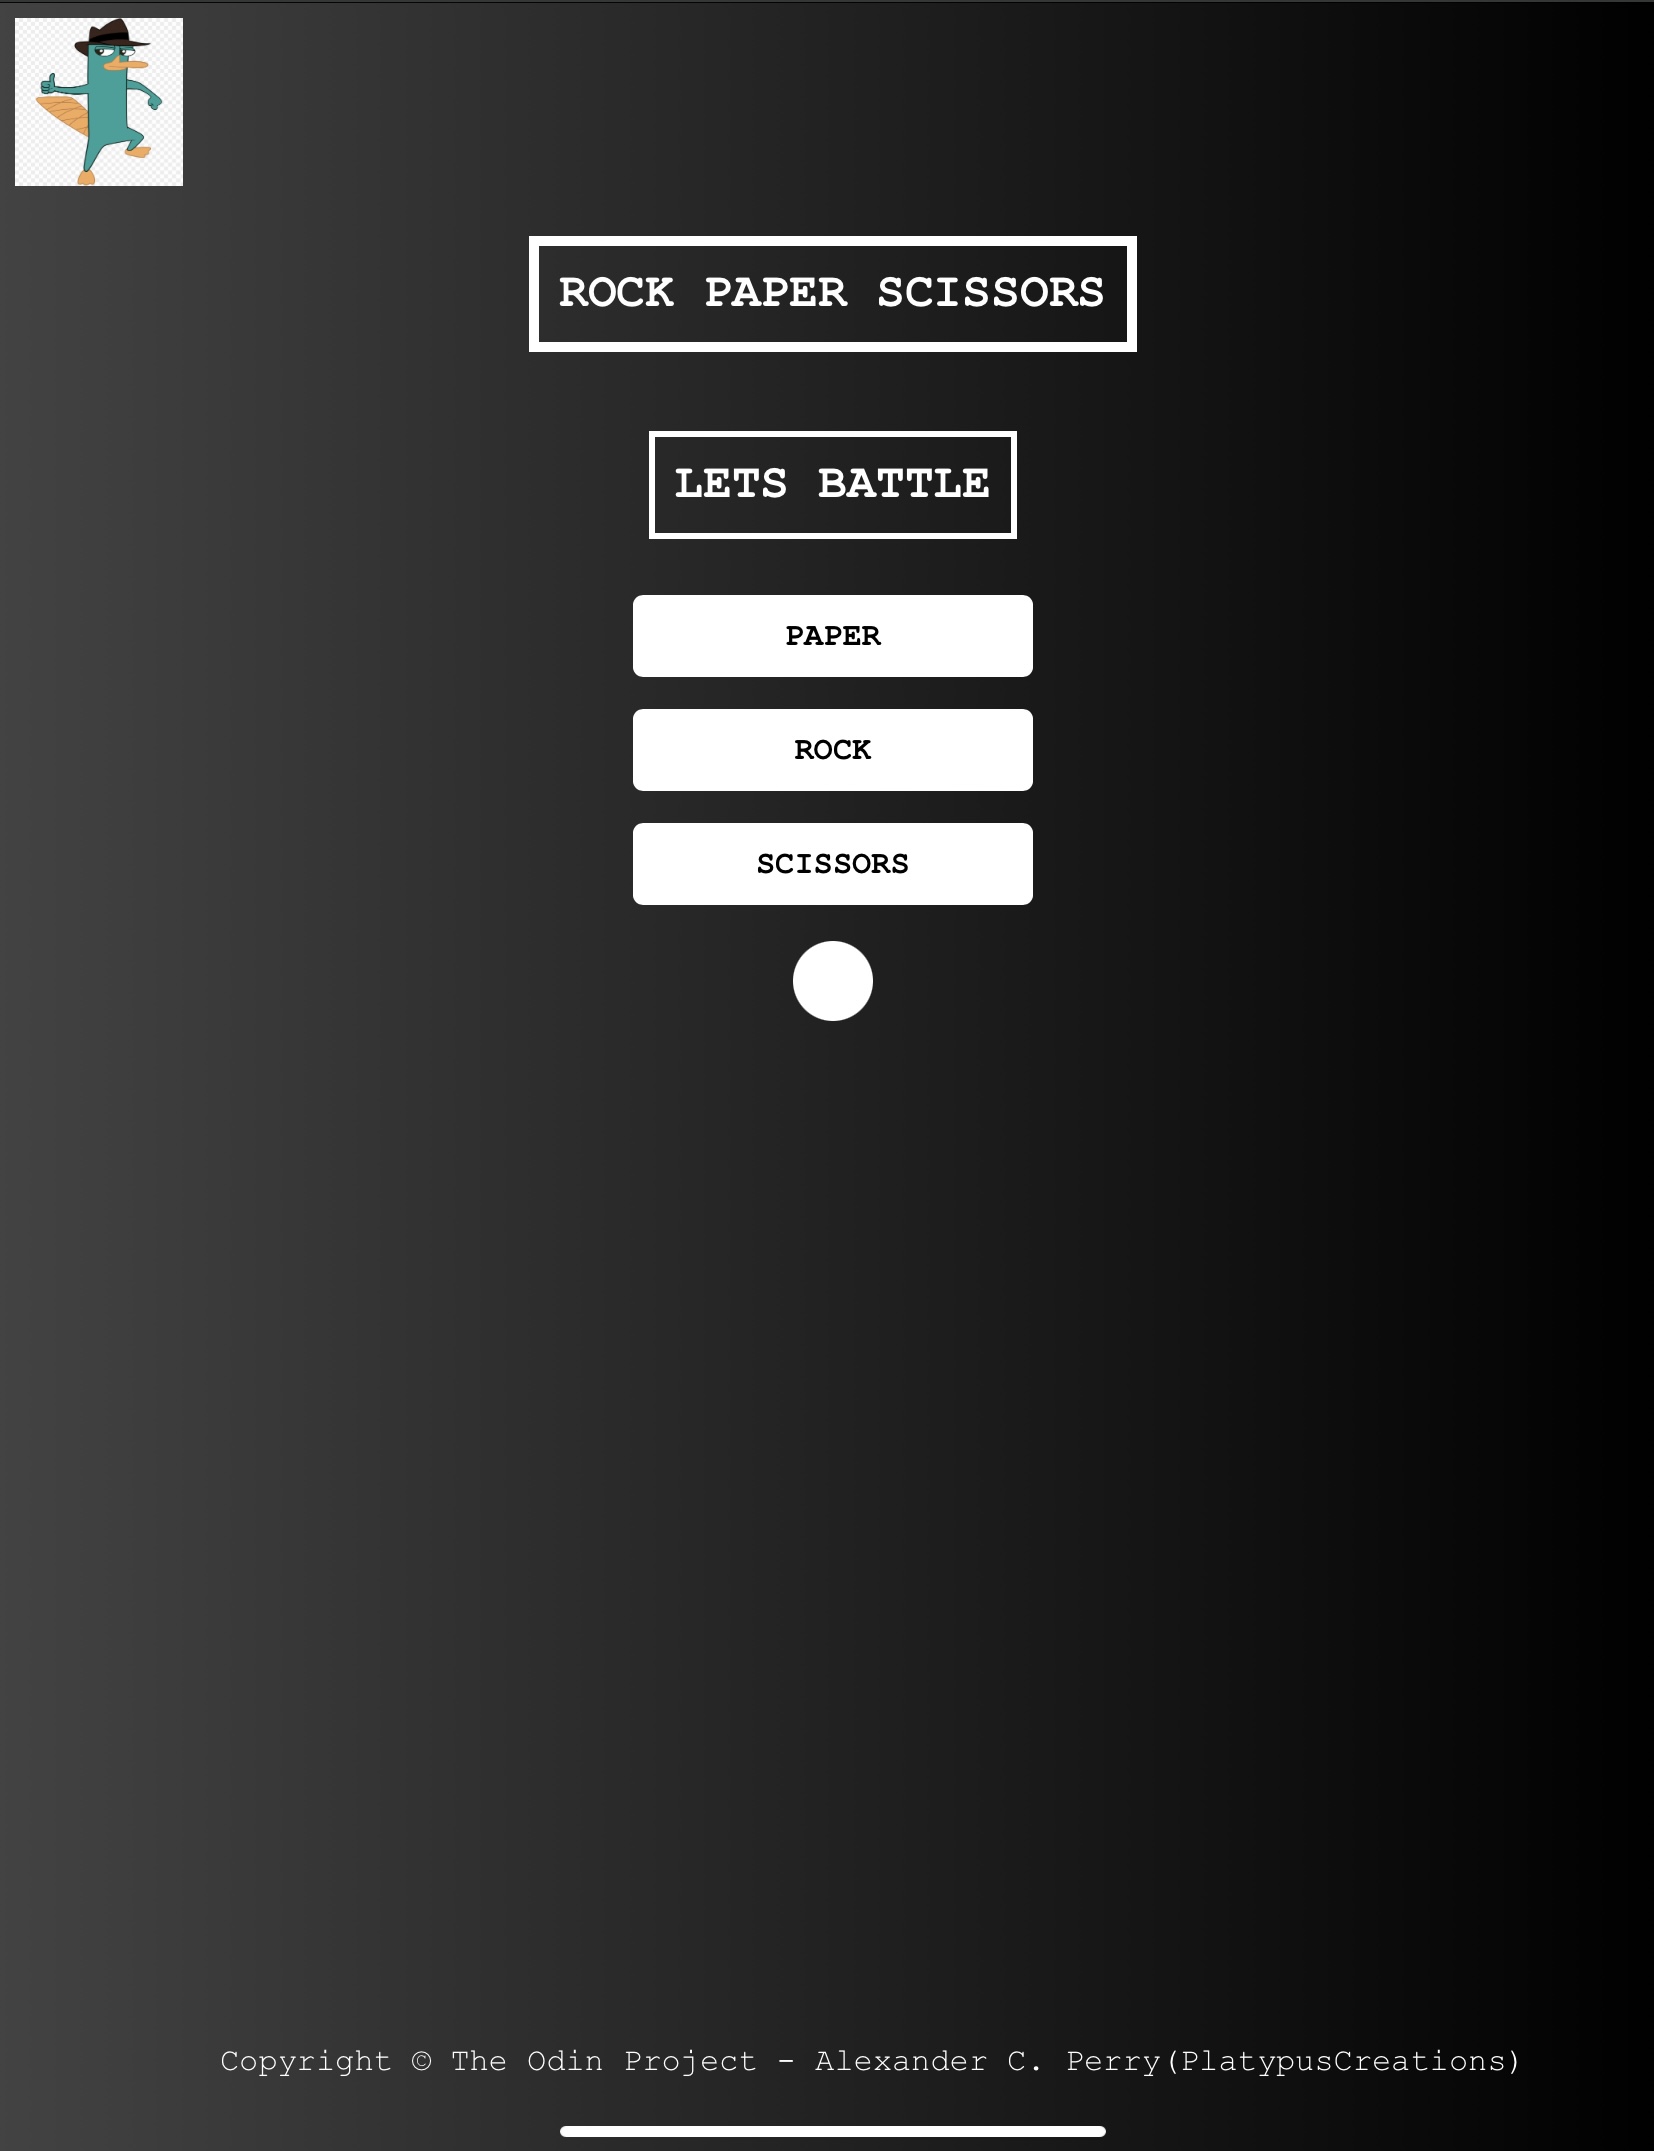 ROCK PAPER SCISSORS
LETS BATTLE
PAPER
ROCK
SCISSORS
Copyright © The Odin Project - Alexander C. Perry(PlatypusCreations)